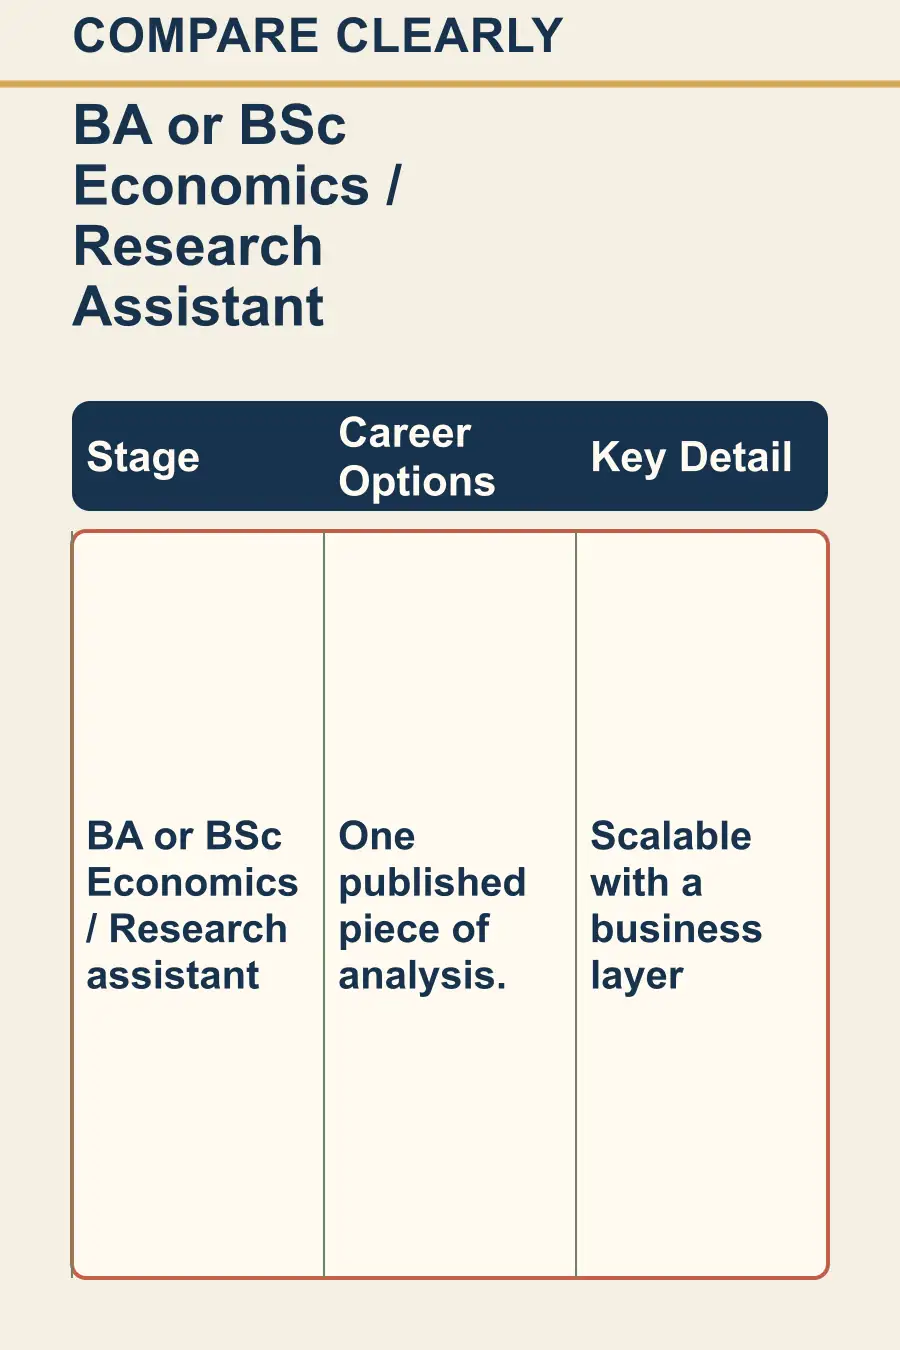 COMPARE CLEARLY
BA or BSc
Economics /
Research
Assistant
Stage
Career
Options
Key Detail
BA or BSc
Economics
/ Research
assistant
One
published
piece of
analysis.
Scalable
with a
business
layer